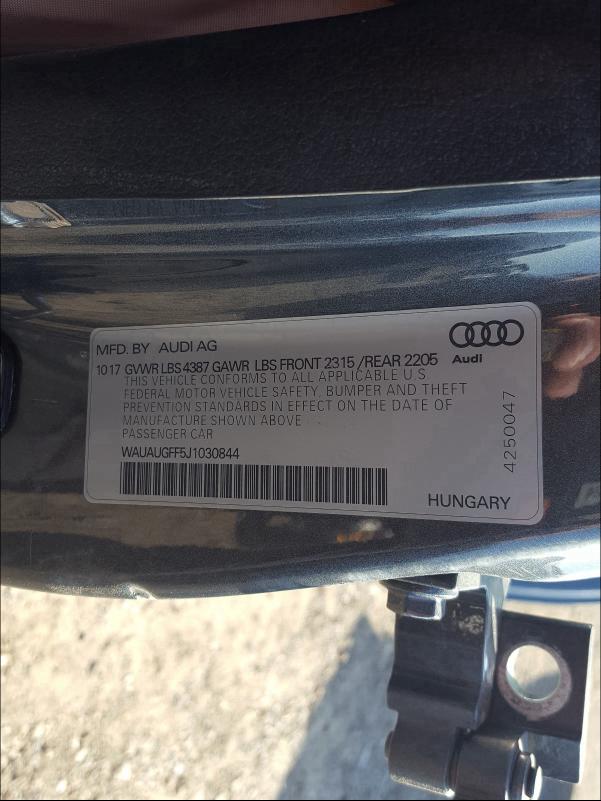 MFD. BY AUDI AG
Audi
10 17 GVWR LBS 4387 GAWR LBS FRONT 2315 / REAR 2205
THIS VEHICLE CONFORMS TO ALL APPLICABLE U.S
FEDERAL MOTOR VEHICLE SAFETY, BUMPER AND THEFT
PREVENTION STANDARDS IN EFFECT ON THE DATE OF
MANUFACTURE SHOWN ABOVE
PASSENGER CAR
WAUAUGFF5J1030844
HUNGARY
4250047